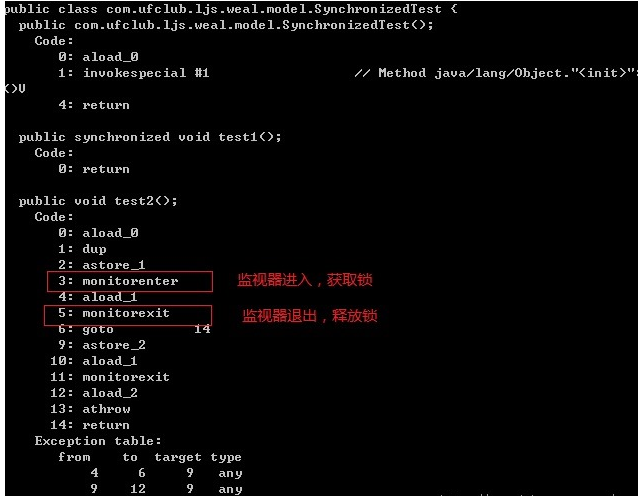 public class com.ufclub.ljs.weal.model.SynchronizedTest {
public com.ufclub.ljs.weal.model.SynchronizedTest();
Code:
0: aload_0
1: invokespecial #1 // Method java/lang/Object."<init>":
()V
4: return
public synchronized void test1();
Code:
0: return
public void test2();
Code:
0: aload_0
1: dup
2: astore_1
3: monitorenter 监视器进入，获取锁
4: aload_1
5: monitorexit 监视器退出，释放锁
6: goto 14
9: astore_2
10: aload_1
11: monitorexit
12: aload_2
13: athrow
14: return
Exception table:
from to target type
4 6 9 any
9 12 9 any